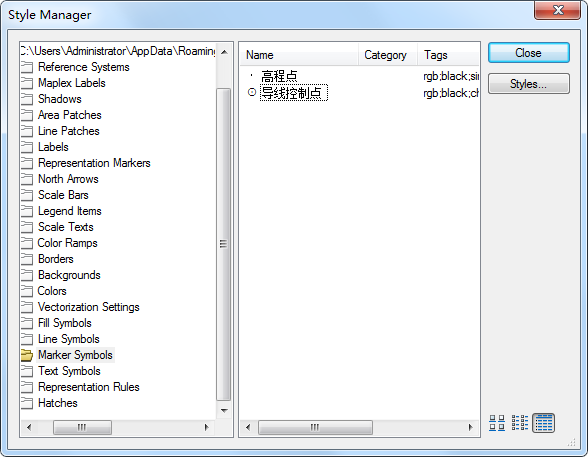 Style Manager
C:\Users\Administrator\AppData\Roaming
Reference Systems
Maplex Labels
Shadows
Area Patches
Line Patches
Labels
Representation Markers
North Arrows
Scale Bars
Legend Items
Scale Texts
Color Ramps
Borders
Backgrounds
Colors
Vectorization Settings
Fill Symbols
Line Symbols
Marker Symbols
Text Symbols
Representation Rules
Hatches
Name Category Tags
高程点 rgb;black;sin
导线控制点 rgb;black;ch
Close
Styles...